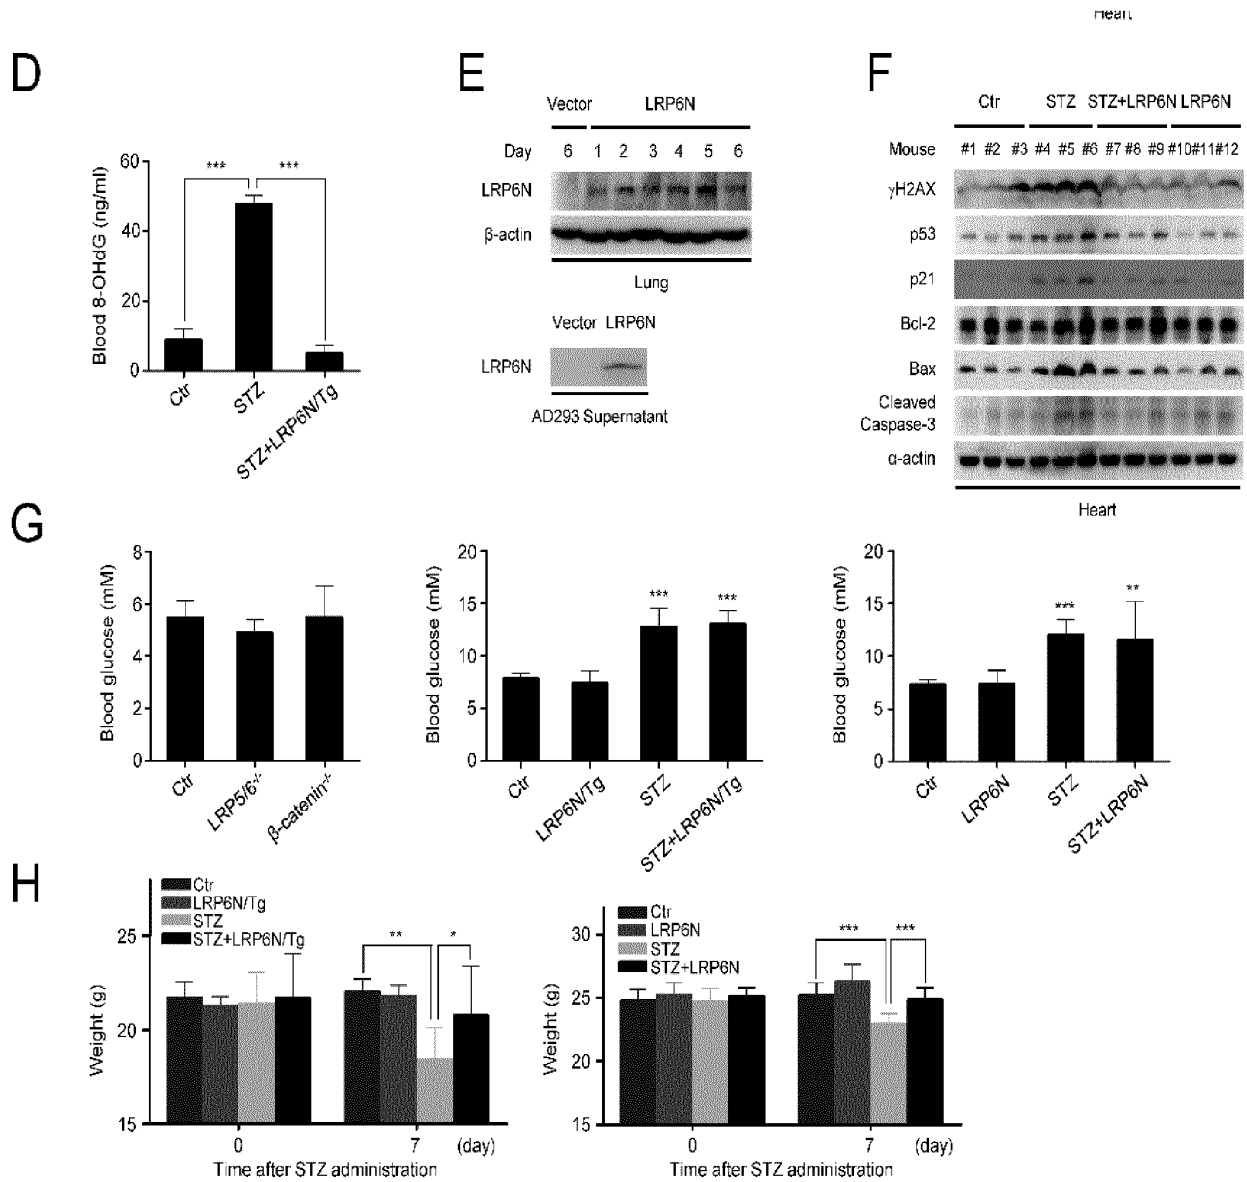 Heart
D
Blood 8-OHdG (ng/ml)
60
40
20
0
***
***
Ctr
STZ
STZ+LRP6N/Tg
E
Vector LRP6N
Day 6 1 2 3 4 5 6
LRP6N
β-actin
Lung
Vector LRP6N
LRP6N
AD293 Supernatant
F
Ctr STZ STZ+LRP6N LRP6N
Mouse #1 #2 #3 #4 #5 #6 #7 #8 #9 #10 #11 #12
γH2AX
p53
p21
Bcl-2
Bax
Cleaved
Caspase-3
α-actin
Heart
G
Blood glucose (mM)
8
6
4
2
0
Ctr
LRP5/6-/-
β-catenin-/-
Blood glucose (mM)
20
15
10
5
0
***
***
Ctr
LRP6N/Tg
STZ
STZ+LRP6N/Tg
Blood glucose (mM)
20
15
10
5
0
***
**
Ctr
LRP6N
STZ
STZ+LRP6N
H
Ctr
LRP6N/Tg
STZ
STZ+LRP6N/Tg
Weight (g)
25
20
15
**
*
0 7 (day)
Time after STZ administration
Ctr
LRP6N
STZ
STZ+LRP6N
Weight (g)
30
25
20
15
***
***
0 7 (day)
Time after STZ administration